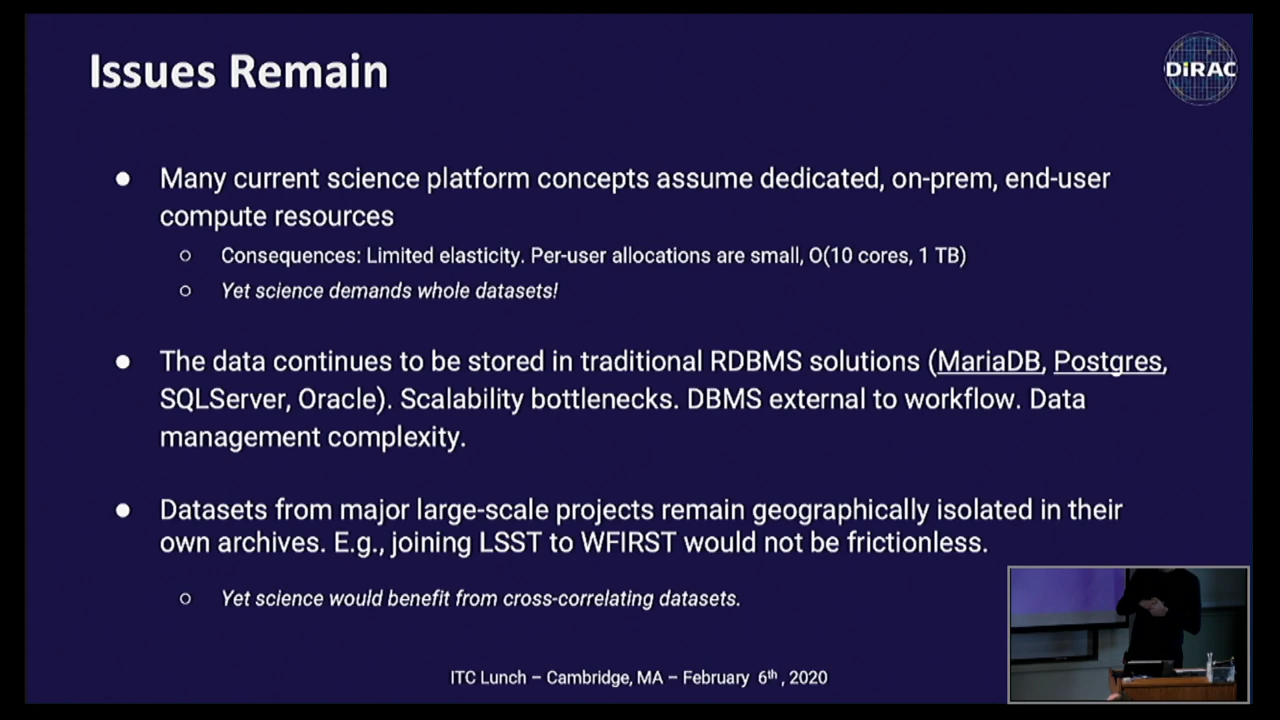 Issues Remain
DiRAC
● Many current science platform concepts assume dedicated, on-prem, end-user
compute resources
○ Consequences: Limited elasticity. Per-user allocations are small, O(10 cores, 1 TB)
○ Yet science demands whole datasets!
● The data continues to be stored in traditional RDBMS solutions (MariaDB, Postgres,
SQLServer, Oracle). Scalability bottlenecks. DBMS external to workflow. Data
management complexity.
● Datasets from major large-scale projects remain geographically isolated in their
own archives. E.g., joining LSST to WFIRST would not be frictionless.
○ Yet science would benefit from cross-correlating datasets.
ITC Lunch – Cambridge, MA – February 6th, 2020